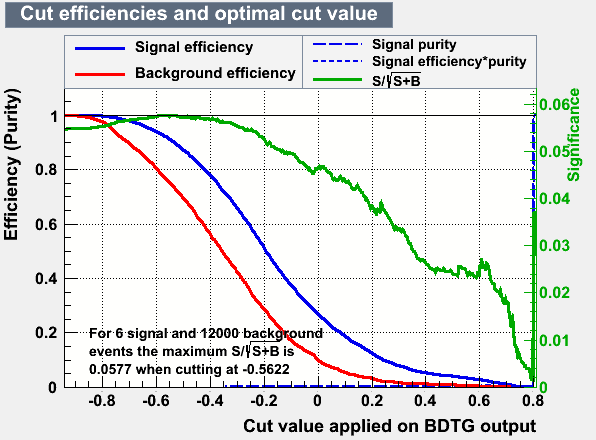 Cut efficiencies and optimal cut value
Signal efficiency
Background efficiency
Signal purity
Signal efficiency*purity
S/√S+B
Efficiency (Purity)
1
0.8
0.6
0.4
0.2
0
0.06
0.05
0.04
0.03
0.02
0.01
0
Significance
For 6 signal and 12000 background
events the maximum S/√S+B is
0.0577 when cutting at -0.5622
-0.8 -0.6 -0.4 -0.2 0 0.2 0.4 0.6 0.8
Cut value applied on BDTG output